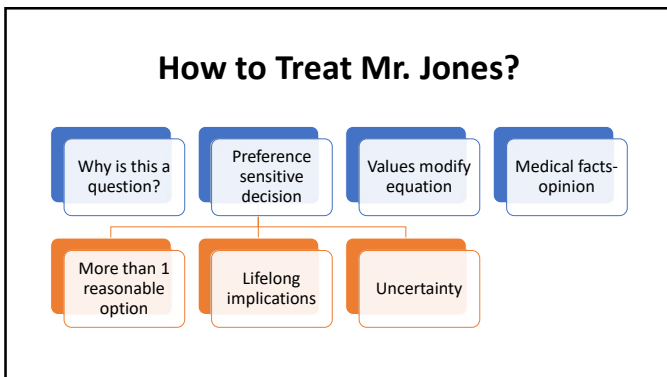 How to Treat Mr. Jones?
Why is this a
question?
Preference
sensitive
decision
Values modify
equation
Medical facts-
opinion
More than 1
reasonable
option
Lifelong
implications
Uncertainty